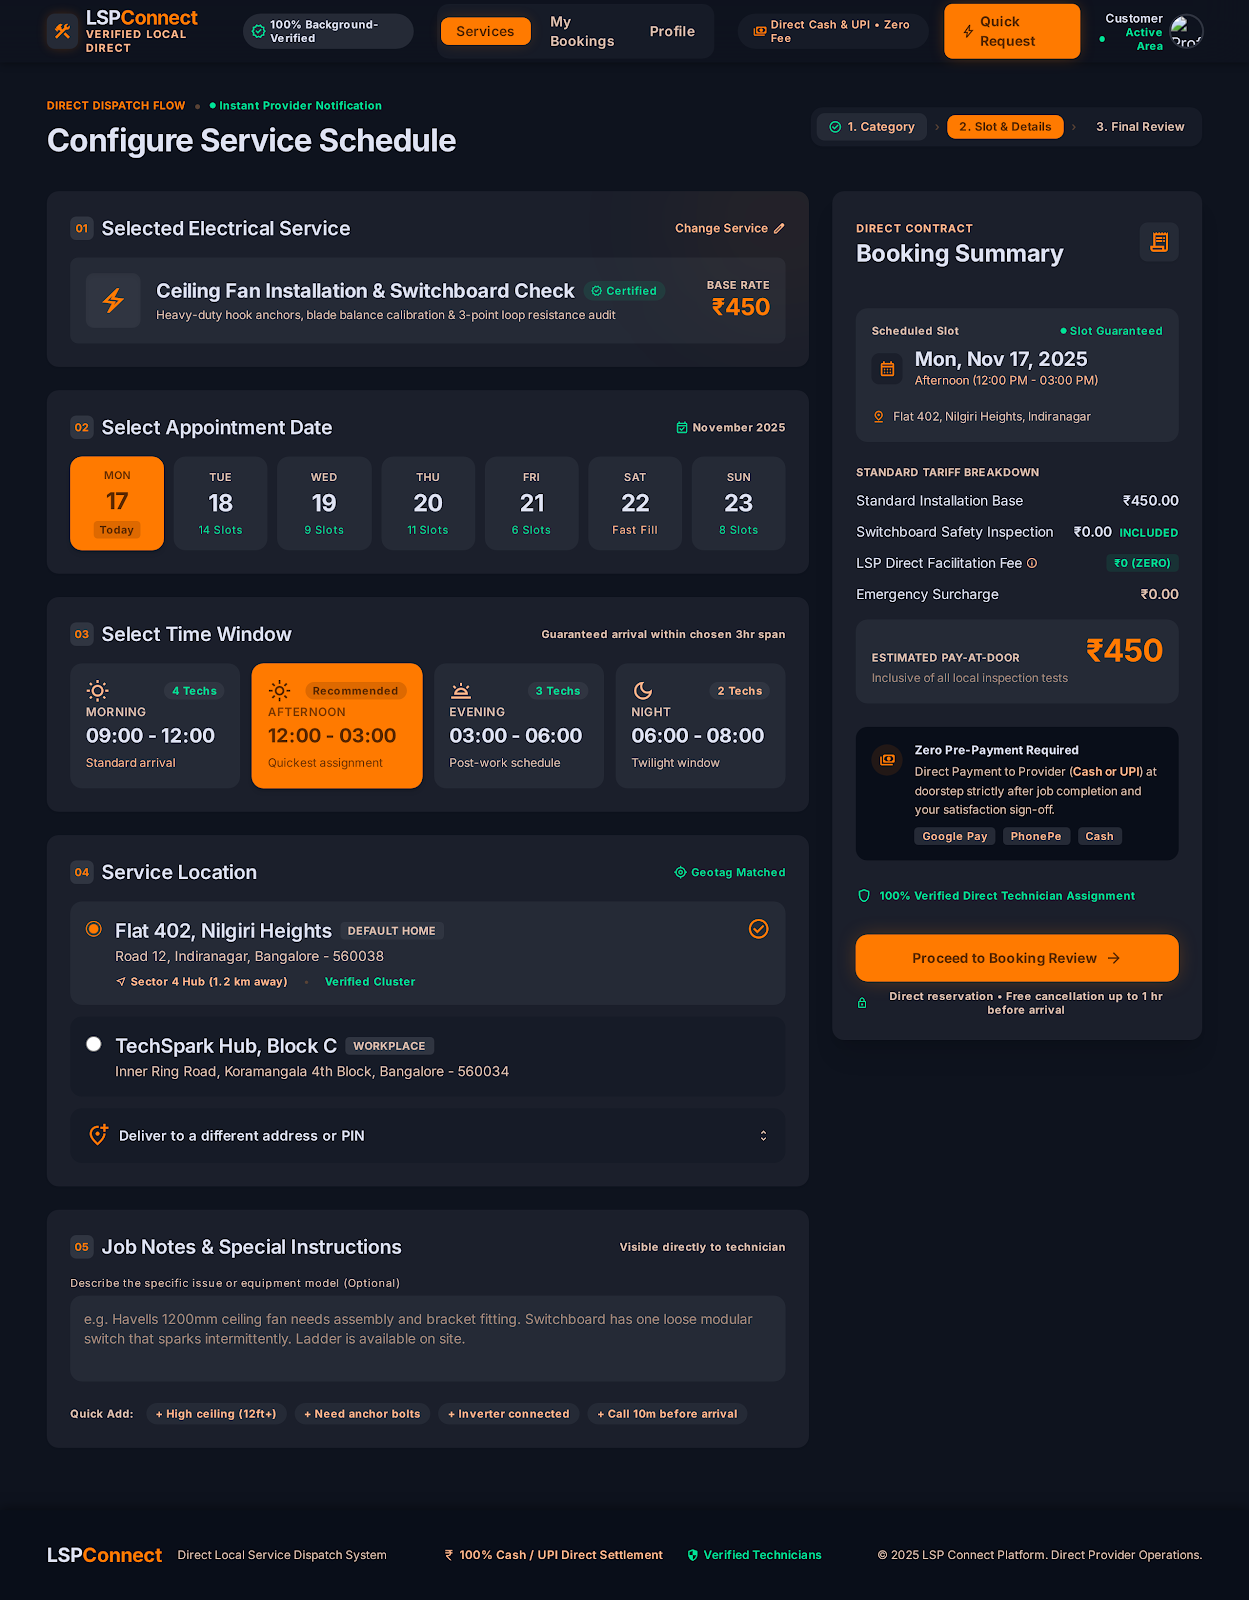 LSPConnect
VERIFIED LOCAL
DIRECT
100% Background-
Verified
Services
My
Bookings
Profile
Direct Cash & UPI • Zero
Fee
Quick
Request
Customer
Active
Area
DIRECT DISPATCH FLOW
Instant Provider Notification
Configure Service Schedule
1. Category
2. Slot & Details
3. Final Review
01
Selected Electrical Service
Change Service
Ceiling Fan Installation & Switchboard Check
Certified
Heavy-duty hook anchors, blade balance calibration & 3-point loop resistance audit
BASE RATE
₹450
02
Select Appointment Date
November 2025
MON
17
Today
TUE
18
14 Slots
WED
19
9 Slots
THU
20
11 Slots
FRI
21
6 Slots
SAT
22
Fast Fill
SUN
23
8 Slots
03
Select Time Window
Guaranteed arrival within chosen 3hr span
4 Techs
MORNING
09:00 - 12:00
Standard arrival
Recommended
AFTERNOON
12:00 - 03:00
Quickest assignment
3 Techs
EVENING
03:00 - 06:00
Post-work schedule
2 Techs
NIGHT
06:00 - 08:00
Twilight window
04
Service Location
Geotag Matched
Flat 402, Nilgiri Heights
DEFAULT HOME
Road 12, Indiranagar, Bangalore - 560038
Sector 4 Hub (1.2 km away)
Verified Cluster
TechSpark Hub, Block C
WORKPLACE
Inner Ring Road, Koramangala 4th Block, Bangalore - 560034
Deliver to a different address or PIN
05
Job Notes & Special Instructions
Visible directly to technician
Describe the specific issue or equipment model (Optional)
e.g. Havells 1200mm ceiling fan needs assembly and bracket fitting. Switchboard has one loose modular
switch that sparks intermittently. Ladder is available on site.
Quick Add:
+ High ceiling (12ft+)
+ Need anchor bolts
+ Inverter connected
+ Call 10m before arrival
DIRECT CONTRACT
Booking Summary
Scheduled Slot
Slot Guaranteed
Mon, Nov 17, 2025
Afternoon (12:00 PM - 03:00 PM)
Flat 402, Nilgiri Heights, Indiranagar
STANDARD TARIFF BREAKDOWN
Standard Installation Base
₹450.00
Switchboard Safety Inspection
₹0.00 INCLUDED
LSP Direct Facilitation Fee
₹0 (ZERO)
Emergency Surcharge
₹0.00
ESTIMATED PAY-AT-DOOR
₹450
Inclusive of all local inspection tests
Zero Pre-Payment Required
Direct Payment to Provider (Cash or UPI) at
doorstep strictly after job completion and
your satisfaction sign-off.
Google Pay
PhonePe
Cash
100% Verified Direct Technician Assignment
Proceed to Booking Review
Direct reservation • Free cancellation up to 1 hr
before arrival
LSPConnect
Direct Local Service Dispatch System
₹ 100% Cash / UPI Direct Settlement
Verified Technicians
© 2025 LSP Connect Platform. Direct Provider Operations.